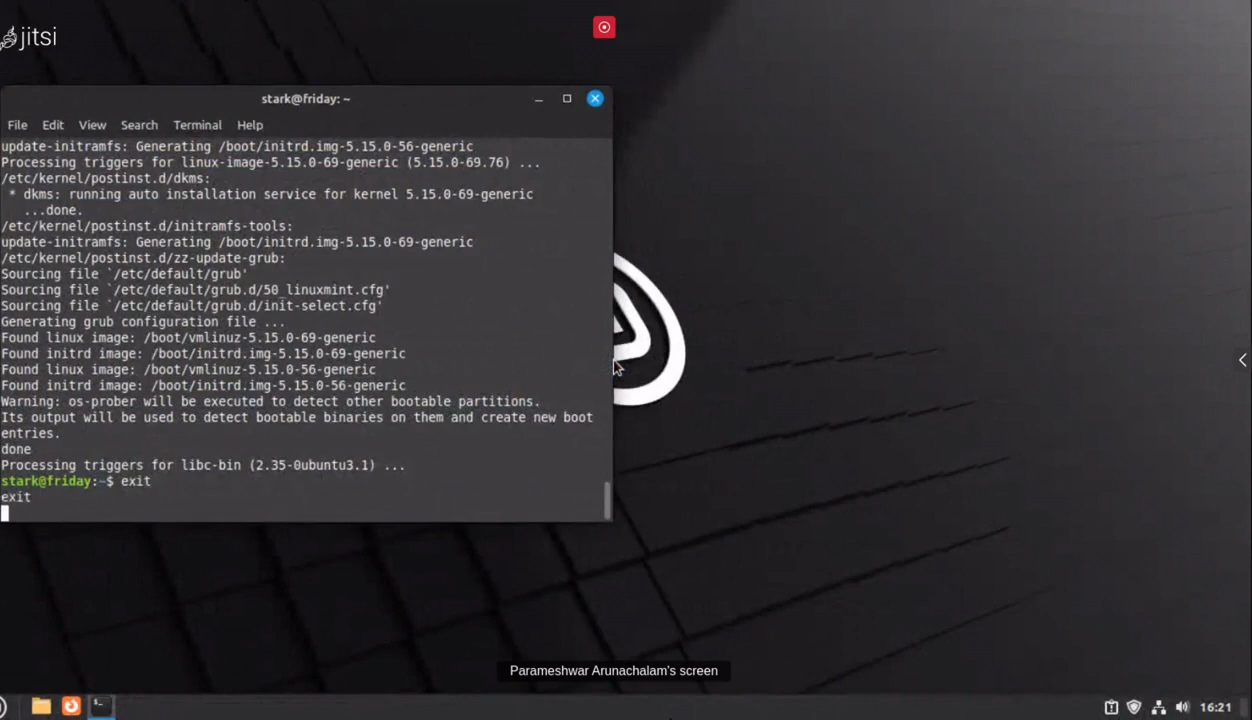 jitsi
stark@friday: ~
File Edit View Search Terminal Help
update-initramfs: Generating /boot/initrd.img-5.15.0-56-generic
Processing triggers for linux-image-5.15.0-69-generic (5.15.0-69.76) ...
/etc/kernel/postinst.d/dkms:
 * dkms: running auto installation service for kernel 5.15.0-69-generic
   ...done.
/etc/kernel/postinst.d/initramfs-tools:
update-initramfs: Generating /boot/initrd.img-5.15.0-69-generic
/etc/kernel/postinst.d/zz-update-grub:
Sourcing file `/etc/default/grub'
Sourcing file `/etc/default/grub.d/50_linuxmint.cfg'
Sourcing file `/etc/default/grub.d/init-select.cfg'
Generating grub configuration file ...
Found linux image: /boot/vmlinuz-5.15.0-69-generic
Found initrd image: /boot/initrd.img-5.15.0-69-generic
Found linux image: /boot/vmlinuz-5.15.0-56-generic
Found initrd image: /boot/initrd.img-5.15.0-56-generic
Warning: os-prober will be executed to detect other bootable partitions.
Its output will be used to detect bootable binaries on them and create new boot
entries.
done
Processing triggers for libc-bin (2.35-0ubuntu3.1) ...
stark@friday:~$ exit
exit
Parameshwar Arunachalam's screen
16:21